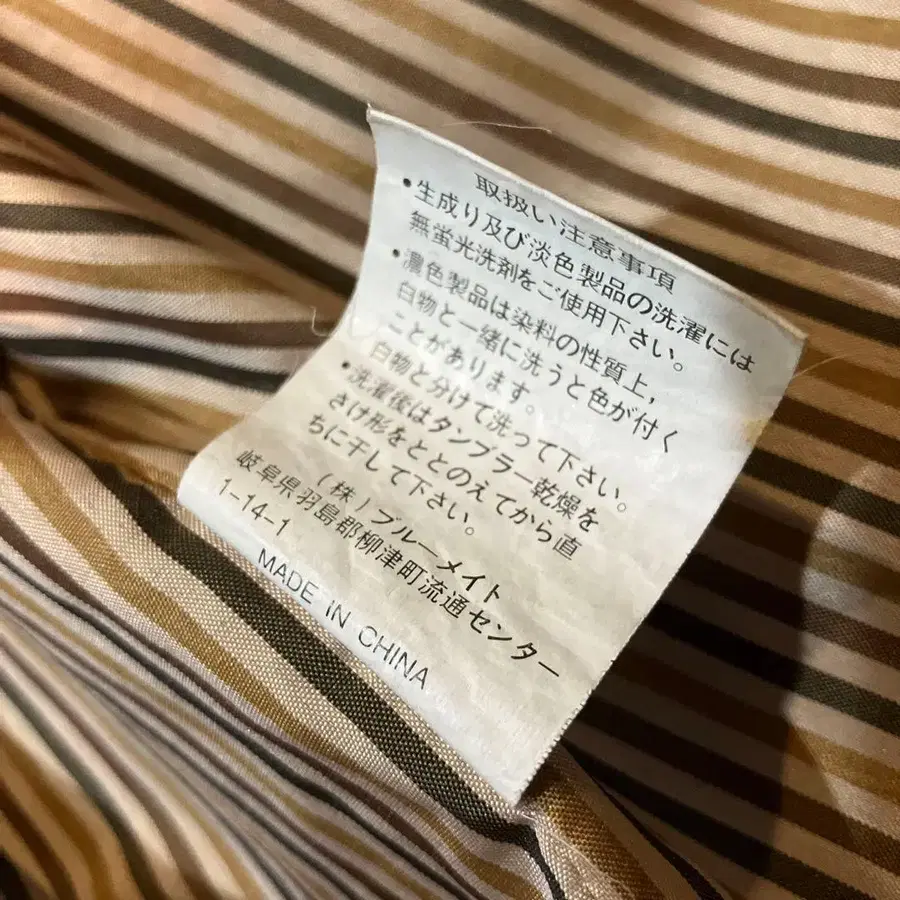 取扱い注意事項
・生成り及び淡色製品の洗濯には
無蛍光洗剤をご使用下さい。
・濃色製品は染料の性質上,
白物と一緒に洗うと色が付く
ことがあります。
白物と分けて洗って下さい。
・洗濯後はタンブラー乾燥を
さけ形をととのえてから直
ちに干して下さい。
(株)ブルーメイト
岐阜県羽島郡柳津町流通センター
1-14-1
MADE IN CHINA